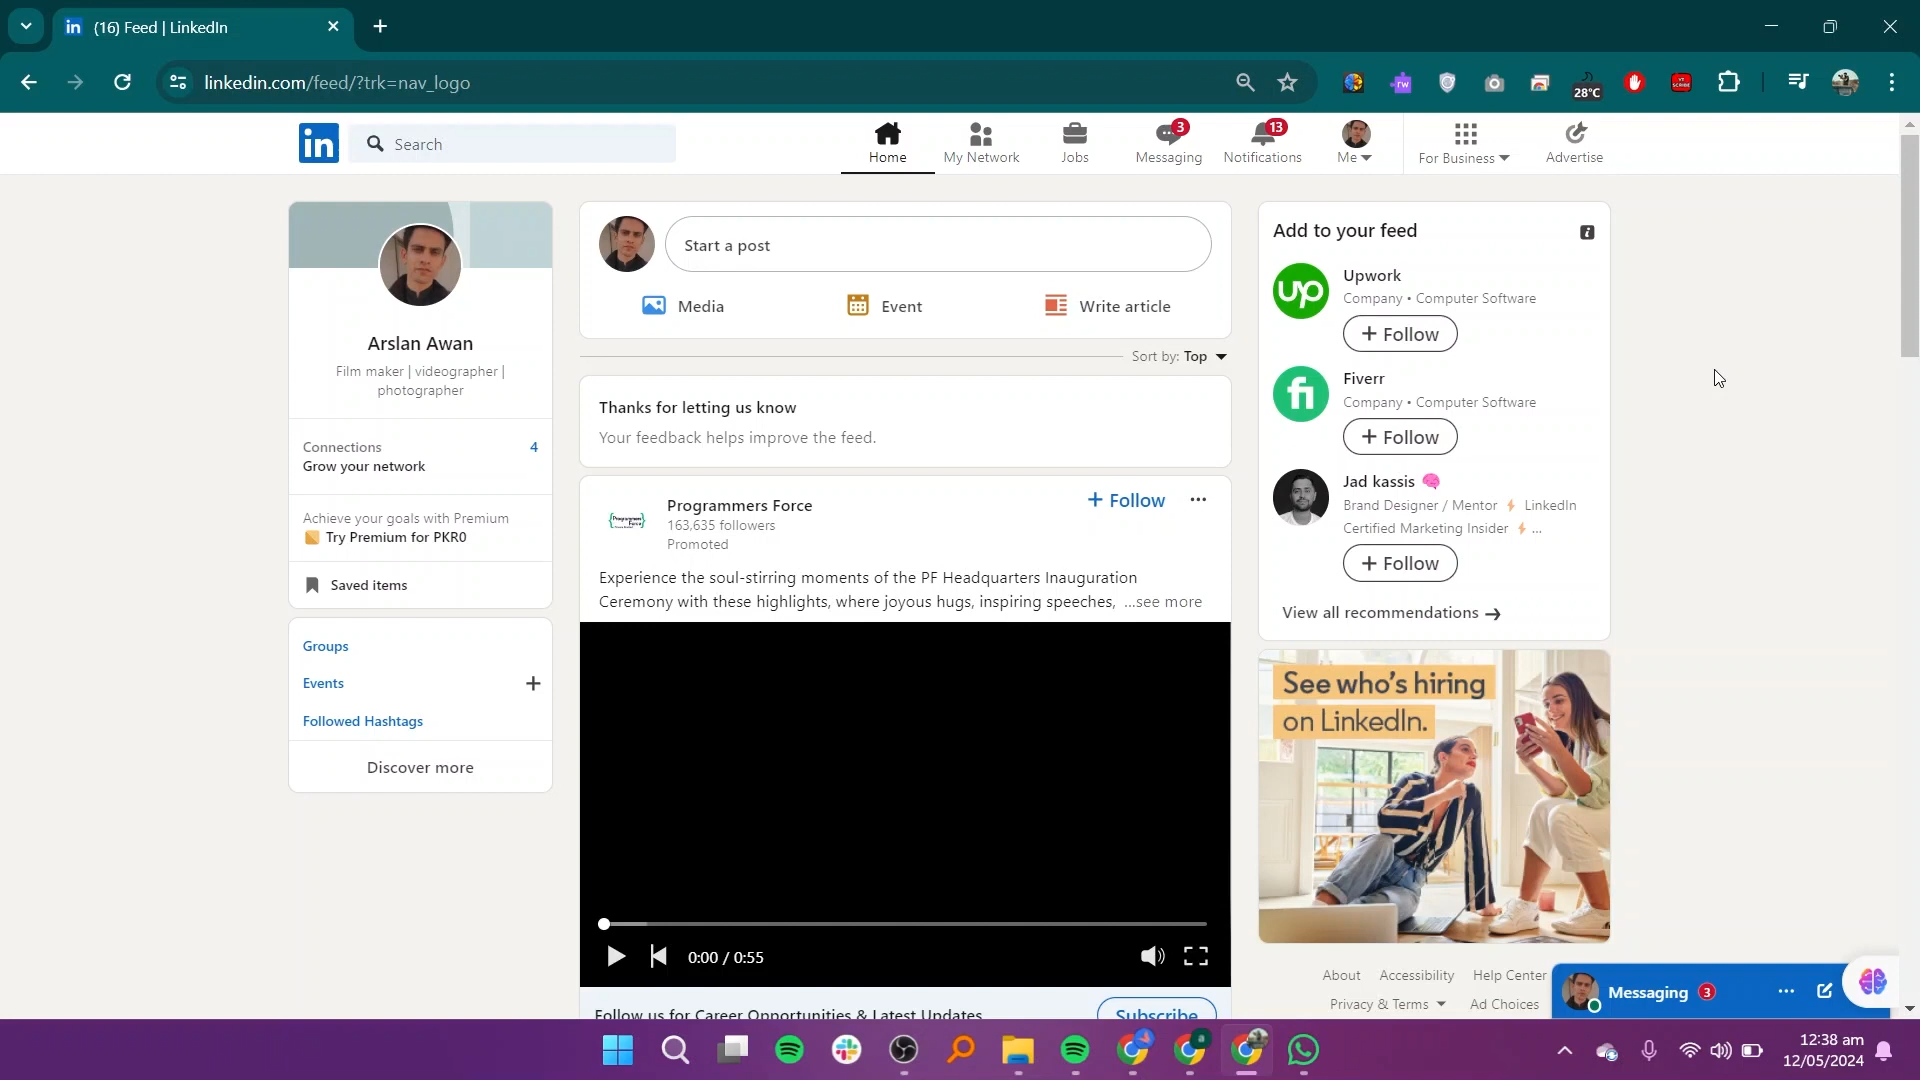 (16) Feed | LinkedIn
linkedin.com/feed/?trk=nav_logo
rw
28°C
in
Search
Home
My Network
Jobs
3
Messaging
13
Notifications
Me
For Business
Advertise
Arslan Awan
Film maker | videographer |
photographer
Connections 4
Grow your network
Achieve your goals with Premium
Try Premium for PKR0
Saved items
Groups
Events
Followed Hashtags
Discover more
Start a post
Media
Event
Write article
Sort by: Top
Thanks for letting us know
Your feedback helps improve the feed.
Programmers Force
163,635 followers
Promoted
+ Follow
Experience the soul-stirring moments of the PF Headquarters Inauguration
Ceremony with these highlights, where joyous hugs, inspiring speeches, ...see more
0:00 / 0:55
Follow us for Career Opportunities & Latest Updates
Subscribe
Add to your feed
up
Upwork
Company • Computer Software
+ Follow
fi
Fiverr
Company • Computer Software
+ Follow
Jad kassis
Brand Designer / Mentor ⚡ LinkedIn
Certified Marketing Insider ⚡ ...
+ Follow
View all recommendations →
See who's hiring
on LinkedIn.
About Accessibility Help Center
Privacy & Terms Ad Choices
Messaging 3
12:38 am
12/05/2024